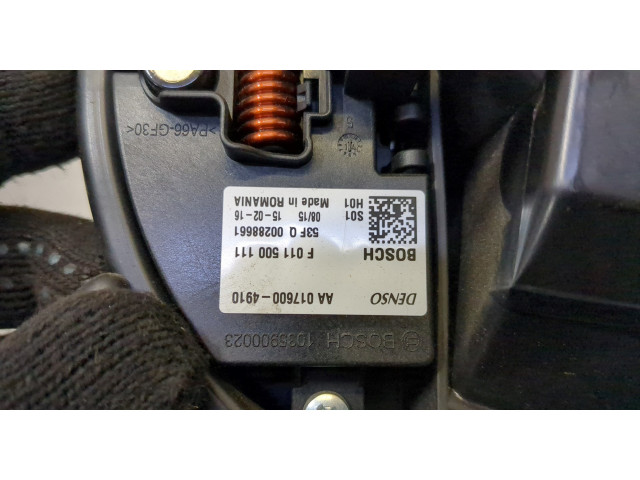 DENSO
AA 017600-4910
BOSCH
F 011 500 111
53F Q 00288661
S01 08/15 15-02-16
H01 Made in ROMANIA
BOSCH 1035900023
>PA66-GF30<